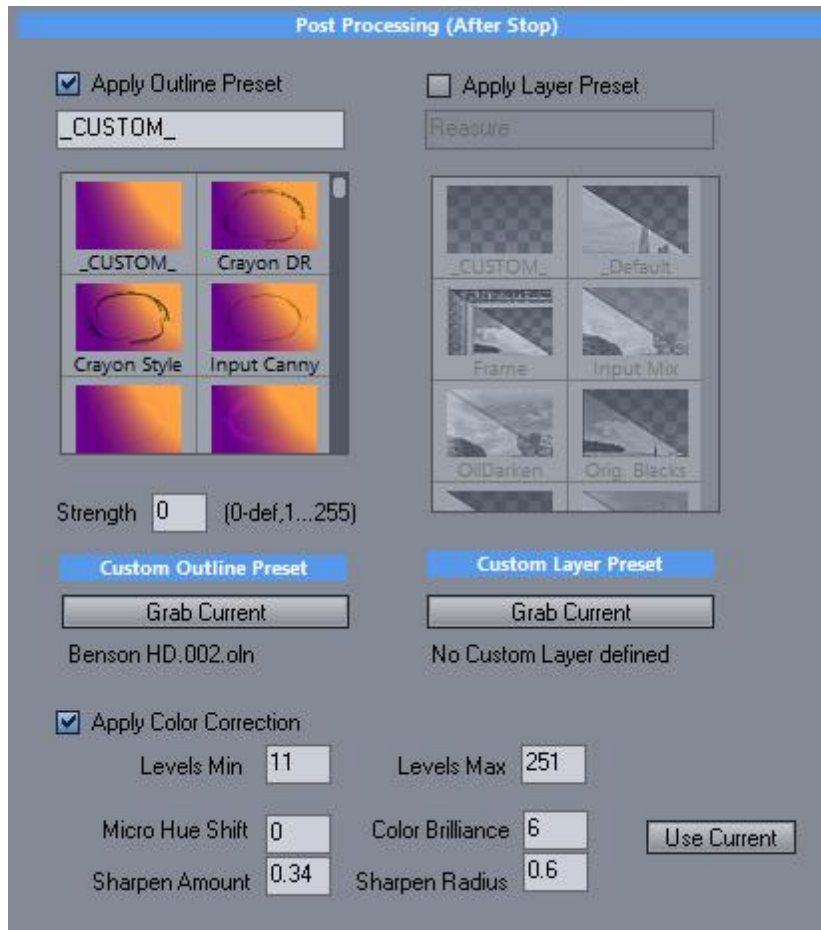 Post Processing (After Stop)
Apply Outline Preset
_CUSTOM_
_CUSTOM_
Crayon DR
Crayon Style
Input Canny
Strength
0
(0-def,1...255)
Custom Outline Preset
Grab Current
Benson HD.002.oln
Apply Layer Preset
Reasure
_CUSTOM_
_Default
Frame
Input Mix
OilDarken
Orig. Blacks
Custom Layer Preset
Grab Current
No Custom Layer defined
Apply Color Correction
Levels Min
11
Levels Max
251
Micro Hue Shift
0
Color Brilliance
6
Use Current
Sharpen Amount
0.34
Sharpen Radius
0.6